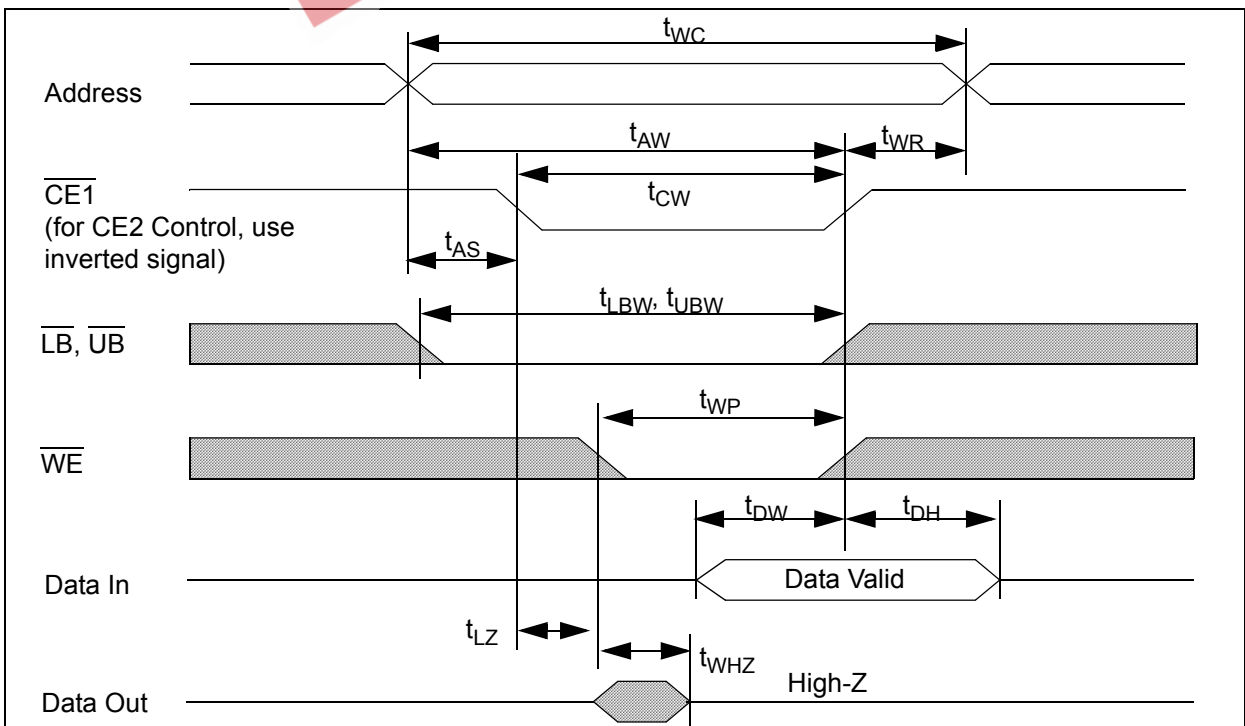 tWC
Address
tAW
tWR
CE1
(for CE2 Control, use
inverted signal)
tCW
tAS
tLBW, tUBW
LB, UB
tWP
WE
tDW
tDH
Data In
Data Valid
tLZ
tWHZ
High-Z
Data Out